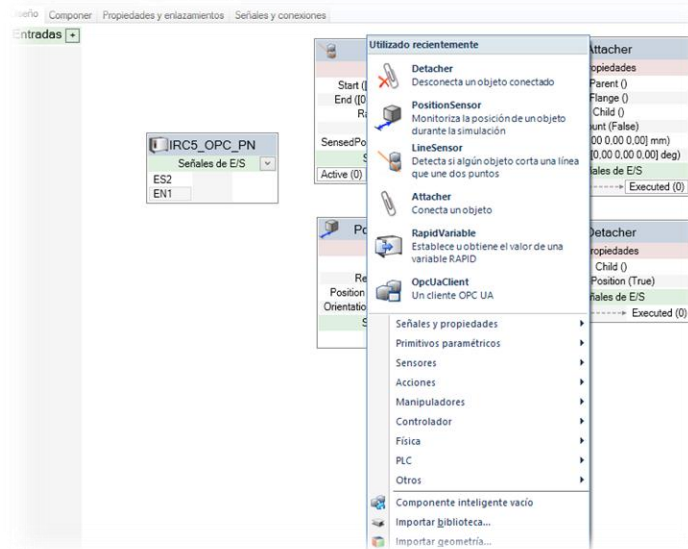 Componer Propiedades y enlazamientos Señales y conexiones
Entradas +
IRC5_OPC_PN
Señales de E/S
ES2
EN1
Start ([
End ([0
SensedPo
Active (0)
Position
Orientatio
Utilizado recientemente
Detacher
Desconecta un objeto conectado
PositionSensor
Monitoriza la posición de un objeto
durante la simulación
LineSensor
Detecta si algún objeto corta una línea
que une dos puntos
Attacher
Conecta un objeto
RapidVariable
Establece u obtiene el valor de una
variable RAPID
OpcUaClient
Un cliente OPC UA
Señales y propiedades
Primitivos paramétricos
Sensores
Acciones
Manipuladores
Controlador
Física
PLC
Otros
Componente inteligente vacío
Importar biblioteca...
Importar geometría...
Attacher
opiedades
Parent ()
Flange ()
Child ()
unt (False)
00 0,00 0,00] mm)
[0,00 0,00 0,00] deg)
ñales de E/S
Executed (0)
Detacher
ropiedades
Child ()
Position (True)
ñales de E/S
Executed (0)